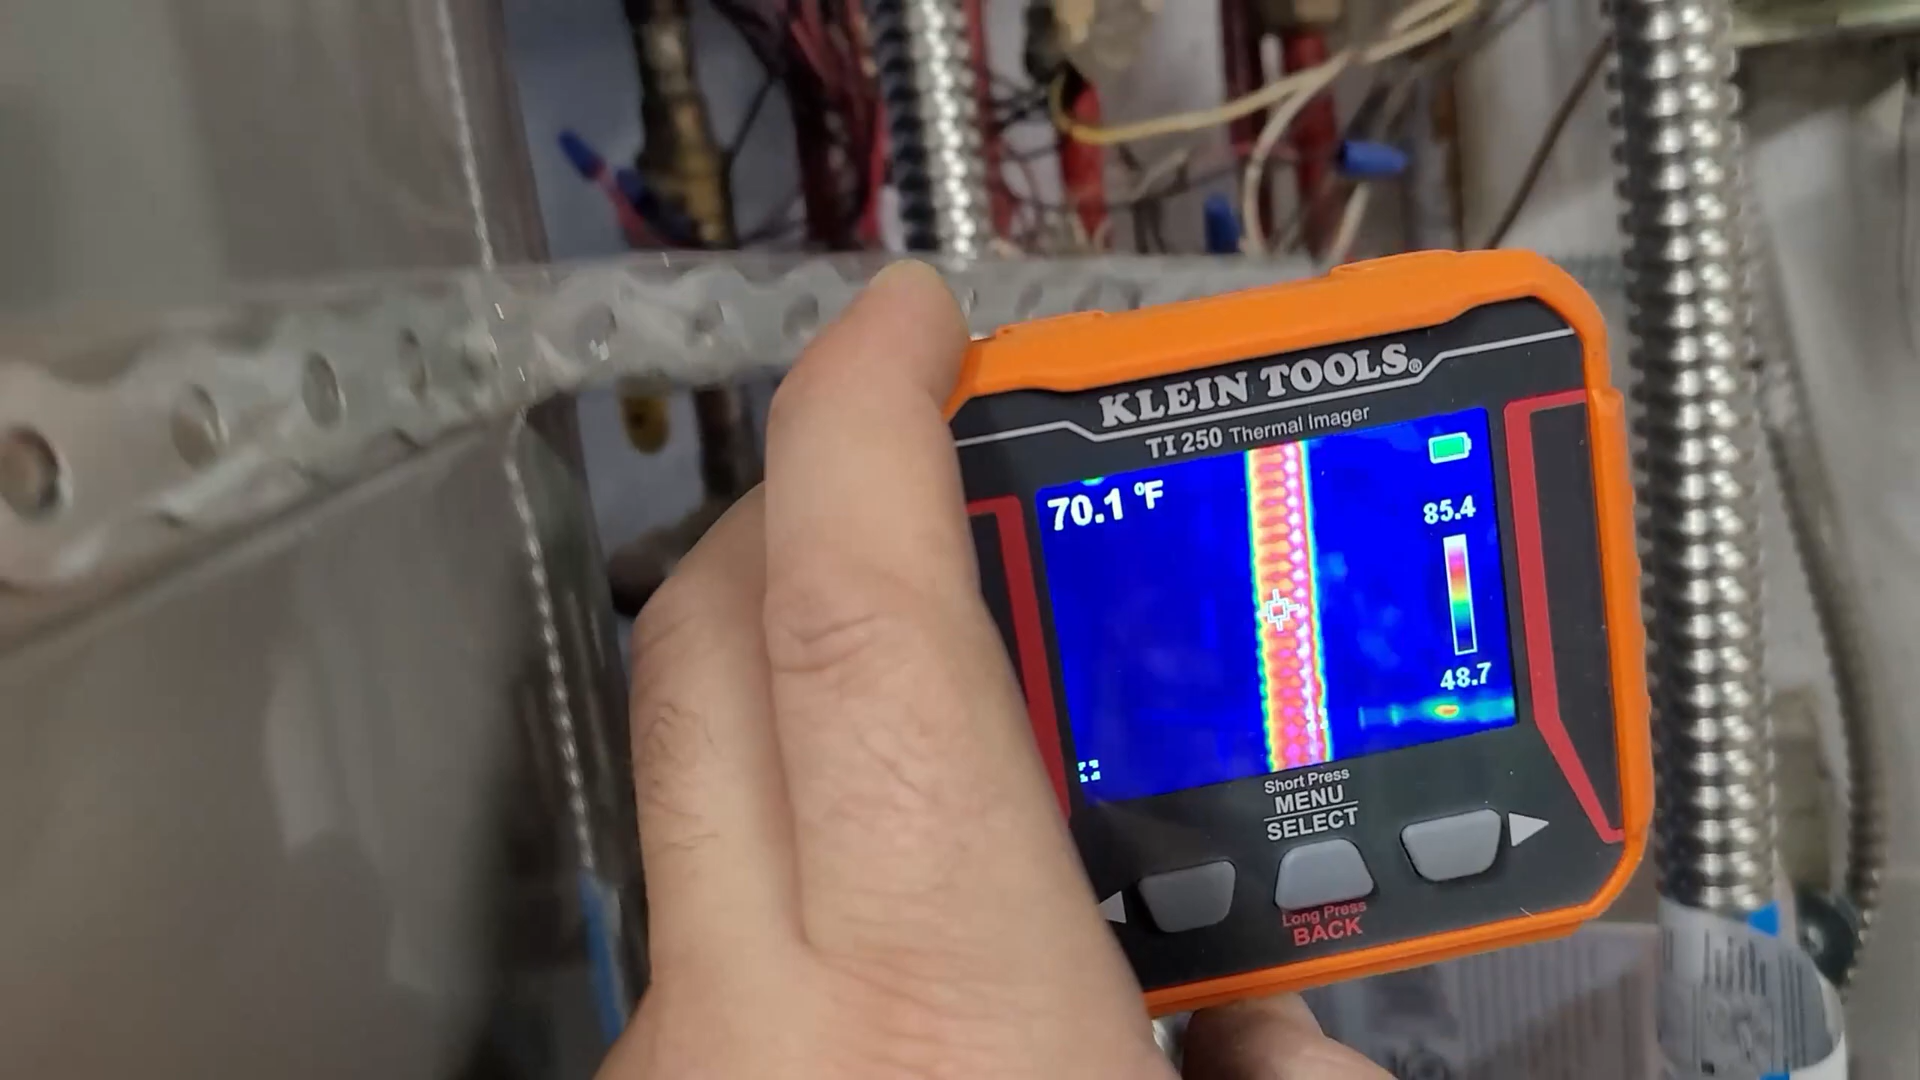 KLEIN TOOLS®
TI 250 Thermal Imager
70.1 °F
85.4
48.7
Short Press
MENU
SELECT
Long Press
BACK